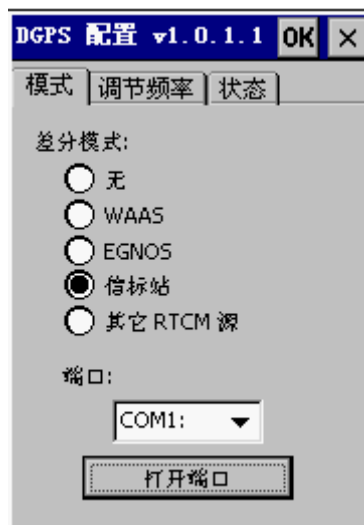 DGPS 配置 v1.0.1.1 OK ×
模式 调节频率 状态
差分模式:
无
WAAS
EGNOS
信标站
其它 RTCM 源
端口:
COM1:
打开端口